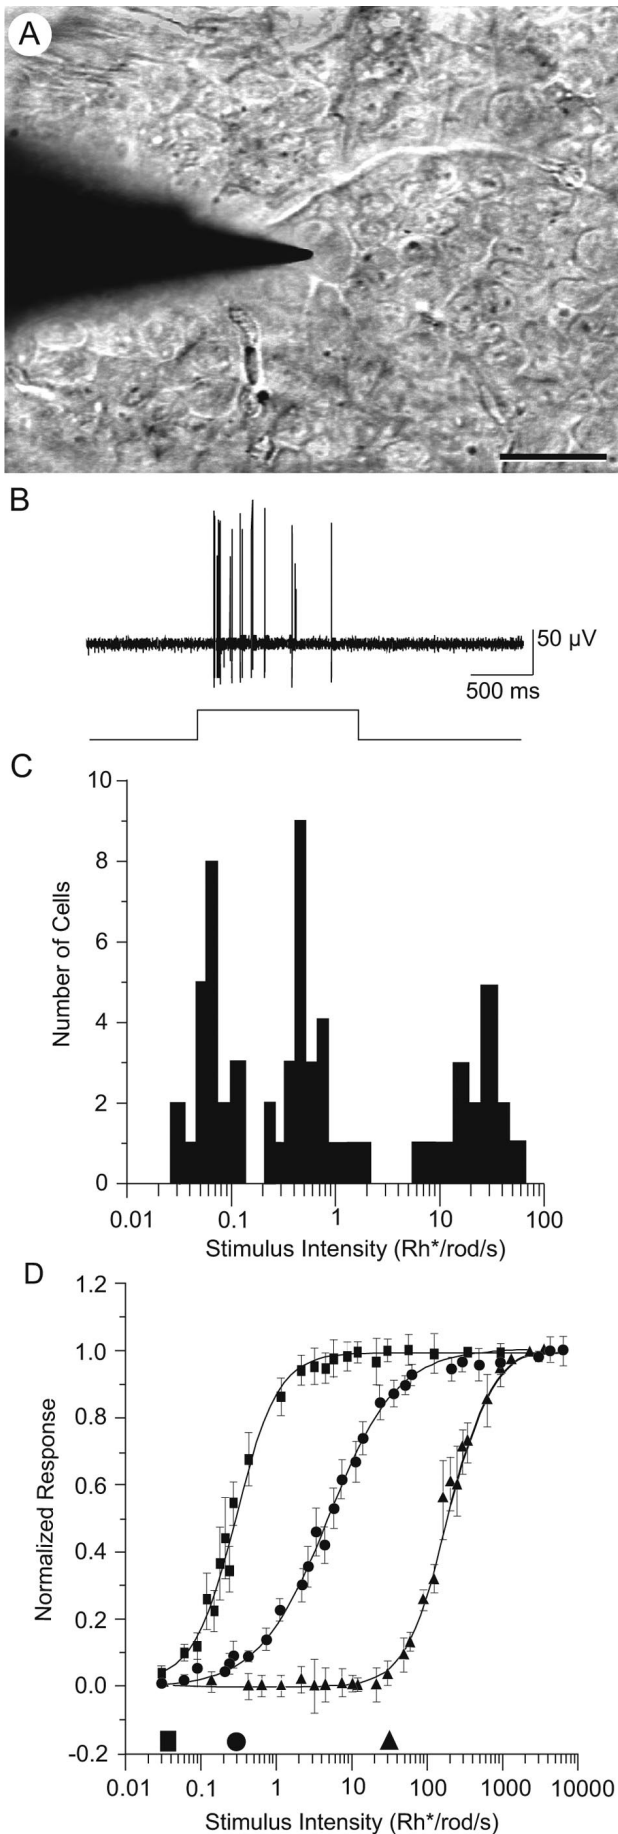 A
B
50 µV
500 ms
C
10
8
6
4
2
0
Number of Cells
0.01 0.1 1 10 100
Stimulus Intensity (Rh*/rod/s)
D
1.2
1.0
0.8
0.6
0.4
0.2
0.0
-0.2
Normalized Response
0.01 0.1 1 10 100 1000 10000
Stimulus Intensity (Rh*/rod/s)